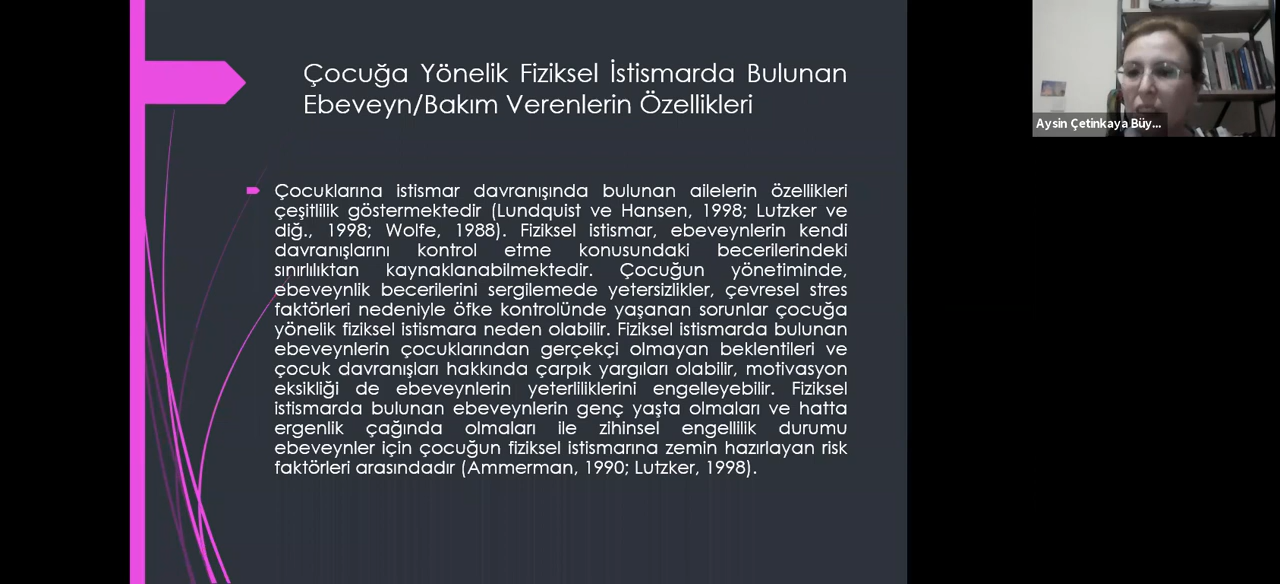 Çocuğa Yönelik Fiziksel İstismarda Bulunan
Ebeveyn/Bakım Verenlerin Özellikleri
Çocuklarına istismar davranışında bulunan ailelerin özellikleri
çeşitlilik göstermektedir (Lundquist ve Hansen, 1998; Lutzker ve
diğ., 1998; Wolfe, 1988). Fiziksel istismar, ebeveynlerin kendi
davranışlarını kontrol etme konusundaki becerilerindeki
sınırlılıktan kaynaklanabilmektedir. Çocuğun yönetiminde,
ebeveynlik becerilerini sergilemede yetersizlikler, çevresel stres
faktörleri nedeniyle öfke kontrolünde yaşanan sorunlar çocuğa
yönelik fiziksel istismara neden olabilir. Fiziksel istismarda bulunan
ebeveynlerin çocuklarından gerçekçi olmayan beklentileri ve
çocuk davranışları hakkında çarpık yargıları olabilir, motivasyon
eksikliği de ebeveynlerin yeterliliklerini engelleyebilir. Fiziksel
istismarda bulunan ebeveynlerin genç yaşta olmaları ve hatta
ergenlik çağında olmaları ile zihinsel engellilik durumu
ebeveynler için çocuğun fiziksel istismarına zemin hazırlayan risk
faktörleri arasındadır (Ammerman, 1990; Lutzker, 1998).
Aysin Çetinkaya Büy...